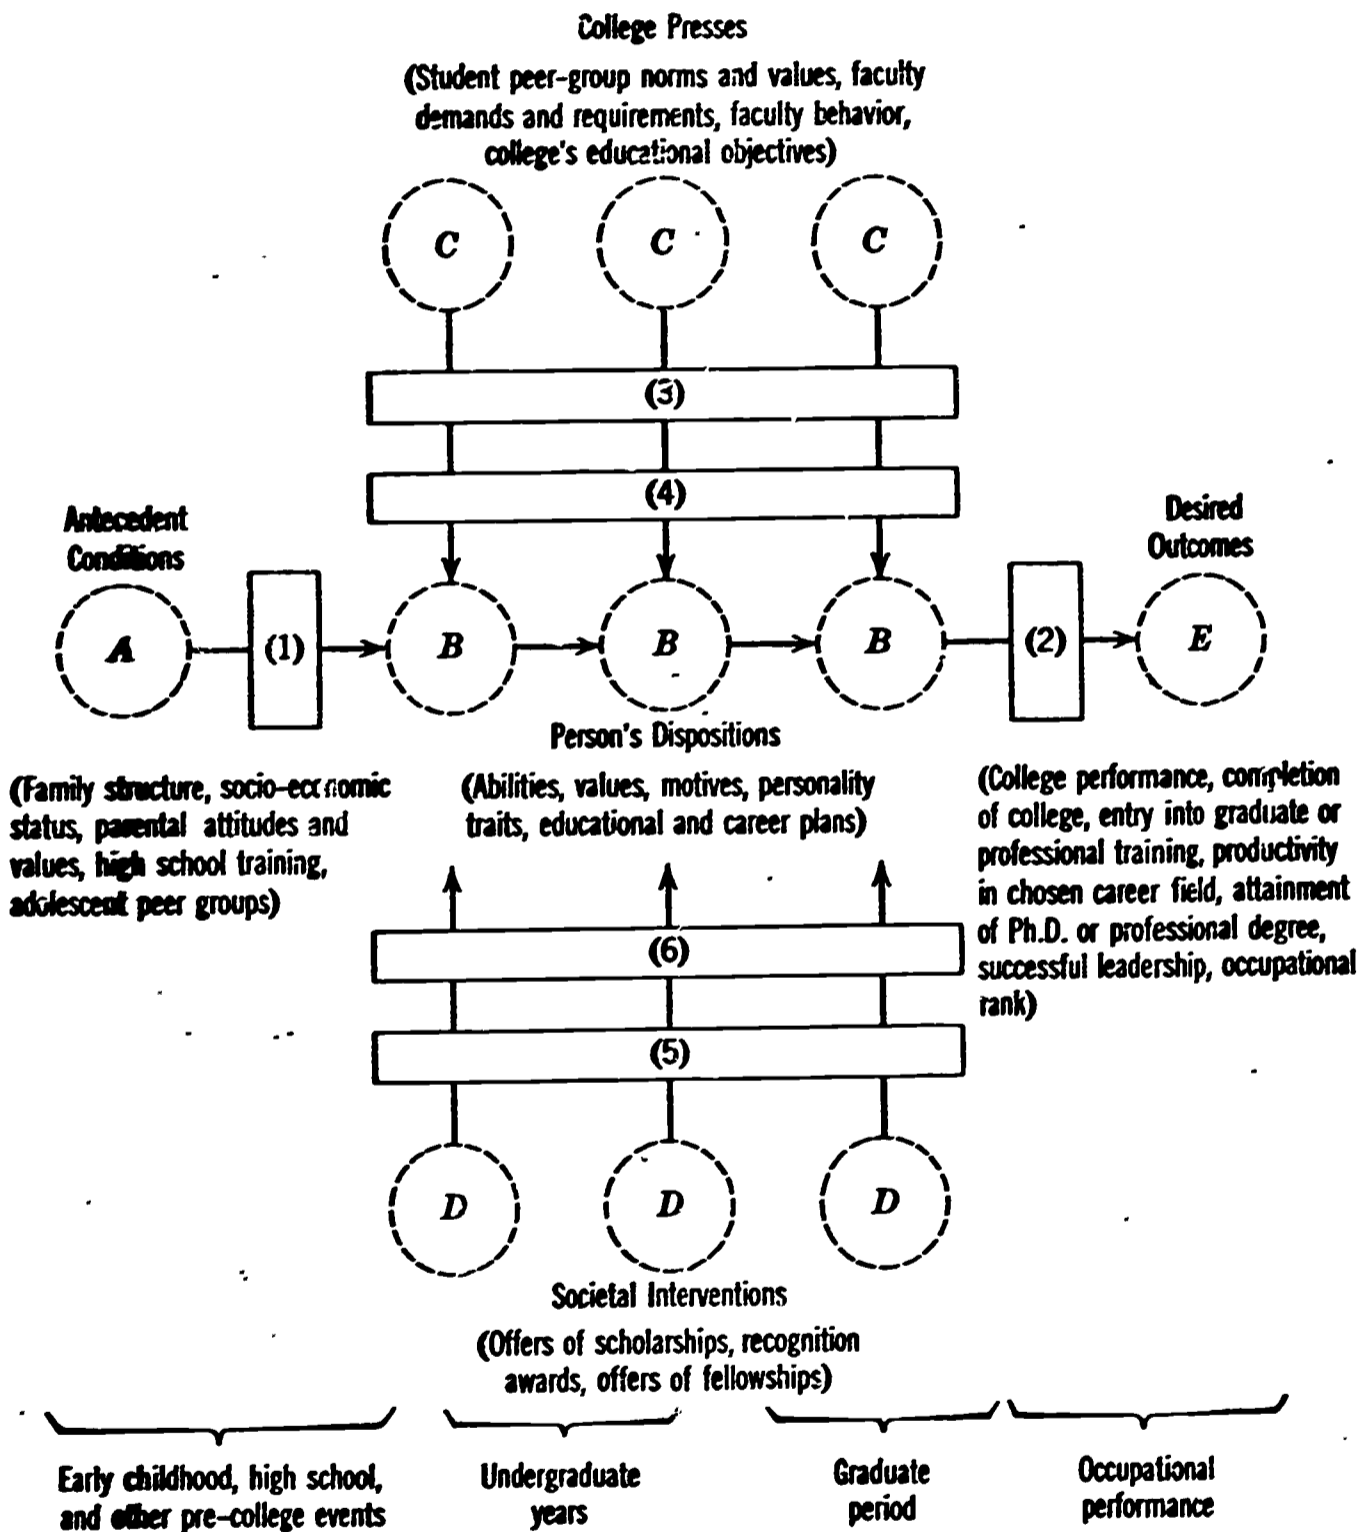 College Presses
(Student peer-group norms and values, faculty
demands and requirements, faculty behavior,
college's educational objectives)
C
C
C
(3)
(4)
Antecedent
Conditions
Desired
Outcomes
A
(1)
B
B
B
(2)
E
Person's Dispositions
(Abilities, values, motives, personality
traits, educational and career plans)
(Family structure, socio-economic
status, parental attitudes and
values, high school training,
adolescent peer groups)
(College performance, completion
of college, entry into graduate or
professional training, productivity
in chosen career field, attainment
of Ph.D. or professional degree,
successful leadership, occupational
rank)
(6)
(5)
D
D
D
Societal Interventions
(Offers of scholarships, recognition
awards, offers of fellowships)
Early childhood, high school,
and other pre-college events
Undergraduate
years
Graduate
period
Occupational
performance